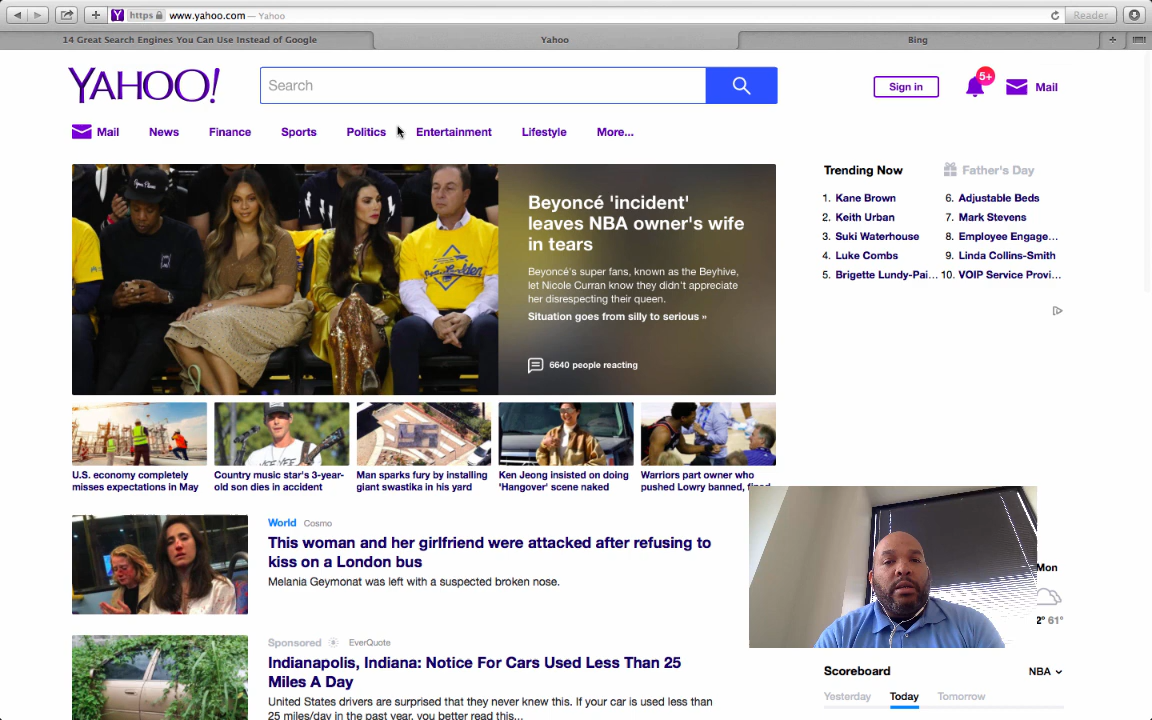 https www.yahoo.com — Yahoo
Reader
14 Great Search Engines You Can Use Instead of Google
Yahoo
Bing
YAHOO!
Search
Sign in
5+
Mail
Mail
News
Finance
Sports
Politics
Entertainment
Lifestyle
More...
Beyoncé 'incident'
leaves NBA owner's wife
in tears
Beyoncé's super fans, known as the Beyhive,
let Nicole Curran know they didn't appreciate
her disrespecting their queen.
Situation goes from silly to serious »
6640 people reacting
Trending Now
Father's Day
1. Kane Brown
2. Keith Urban
3. Suki Waterhouse
4. Luke Combs
5. Brigette Lundy-Pai...
6. Adjustable Beds
7. Mark Stevens
8. Employee Engage...
9. Linda Collins-Smith
10. VOIP Service Provi...
U.S. economy completely
misses expectations in May
Country music star's 3-year-
old son dies in accident
Man sparks fury by installing
giant swastika in his yard
Ken Jeong insisted on doing
'Hangover' scene naked
Warriors part owner who
pushed Lowry banned,
World Cosmo
This woman and her girlfriend were attacked after refusing to
kiss on a London bus
Melania Geymonat was left with a suspected broken nose.
Sponsored EverQuote
Indianapolis, Indiana: Notice For Cars Used Less Than 25
Miles A Day
United States drivers are surprised that they never knew this. If your car is used less than
25 miles/day in the past year, you better read this...
Mon
2° 61°
Scoreboard
NBA
Yesterday
Today
Tomorrow